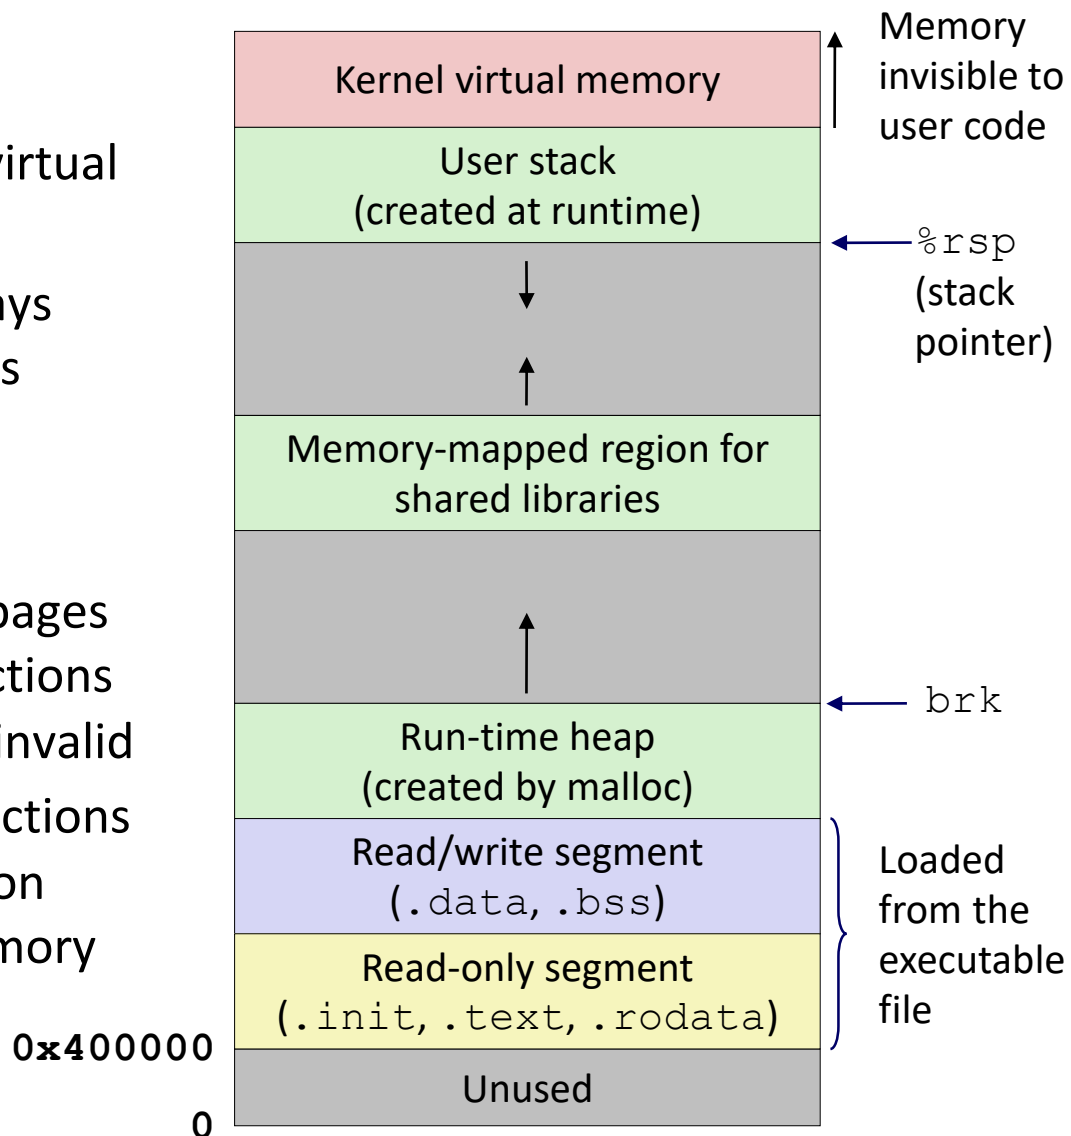 virtual
ays
s
pages
ctions
invalid
ctions
on
mory
0x400000
0
Kernel virtual memory
User stack
(created at runtime)
Memory-mapped region for
shared libraries
Run-time heap
(created by malloc)
Read/write segment
(.data, .bss)
Read-only segment
(.init, .text, .rodata)
Unused
Memory
invisible to
user code
%rsp
(stack
pointer)
brk
Loaded
from the
executable
file